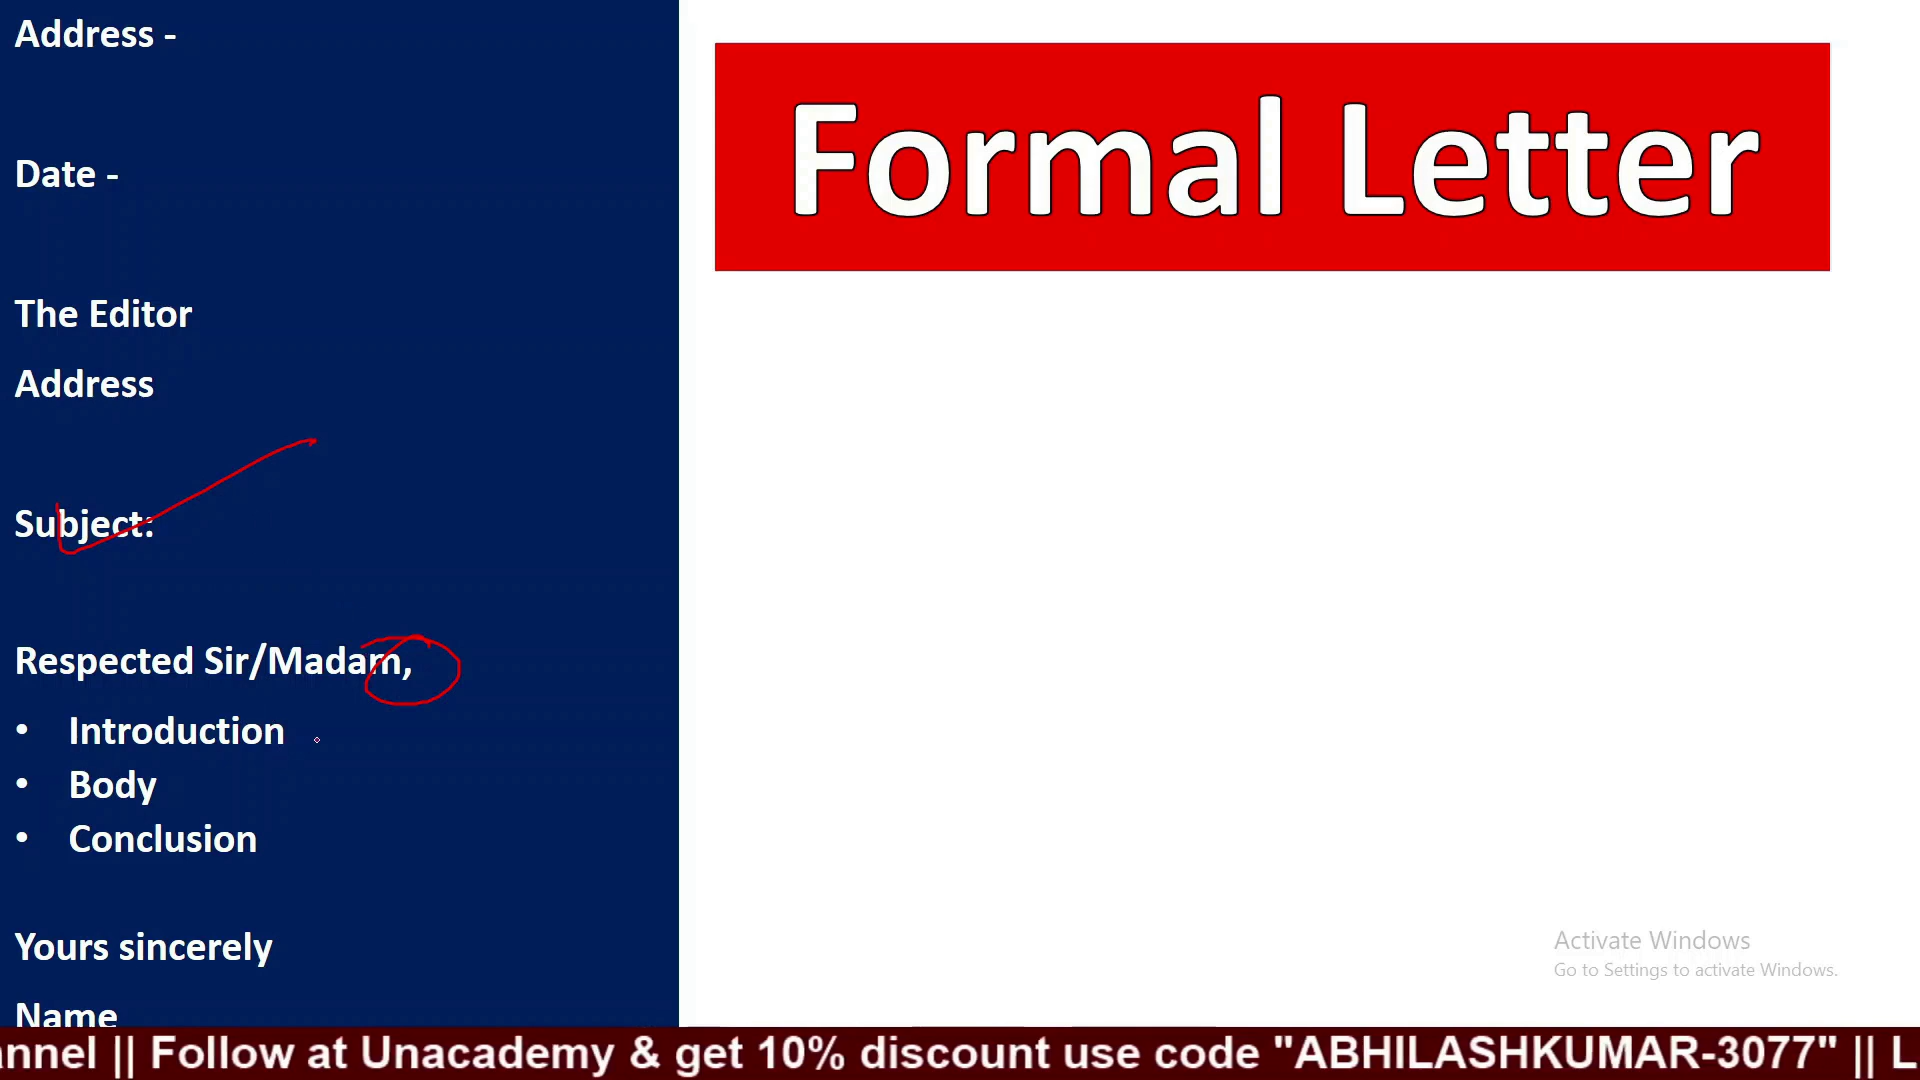 Address -
Date -
The Editor
Address
Subject:
Respected Sir/Madam,
• Introduction
• Body
• Conclusion
Yours sincerely
Name
Formal Letter
Activate Windows
Go to Settings to activate Windows.
|| Follow at Unacademy & get 10% discount use code "ABHILASHKUMAR-3077" ||